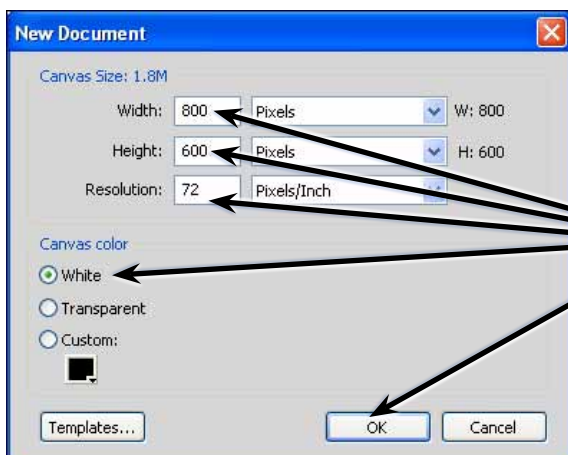 New Document
Canvas Size: 1.8M
Width: 800 Pixels W: 800
Height: 600 Pixels H: 600
Resolution: 72 Pixels/Inch
Canvas color
White
Transparent
Custom:
Templates... OK Cancel